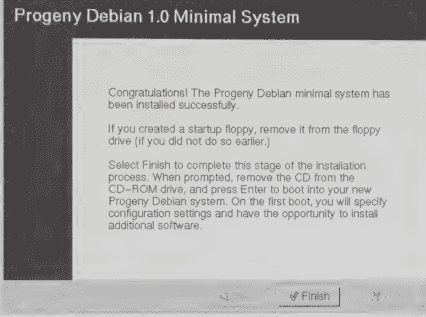 Progeny Debian 1.0 Minimal System
Congratulations! The Progeny Debian minimal system has
been installed successfully.
If you created a startup floppy, remove it from the floppy
drive (if you did not do so earlier.)
Select Finish to complete this stage of the installation
process. When prompted, remove the CD from the
CD-ROM drive, and press Enter to boot into your new
Progeny Debian system. On the first boot, you will specify
configuration settings and have the opportunity to install
additional software.
Finish